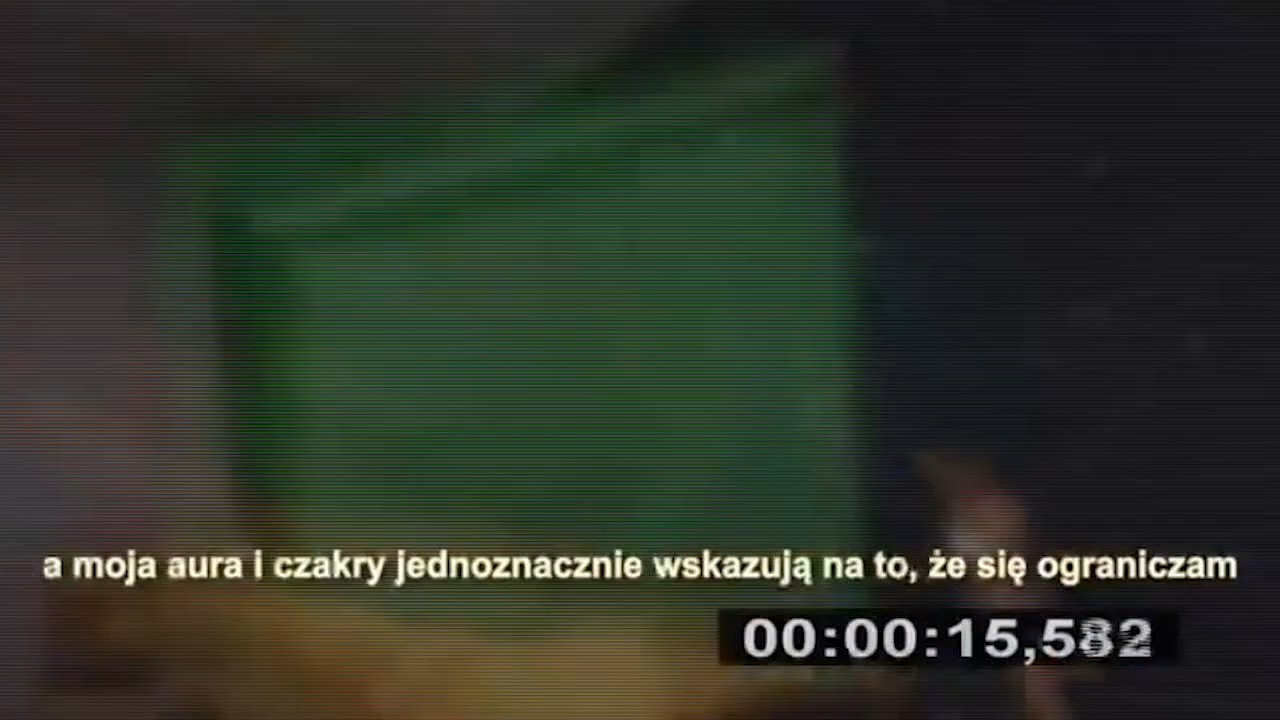 a moja aura i czakry jednoznacznie wskazują na to, że się ograniczam
00:00:15,582